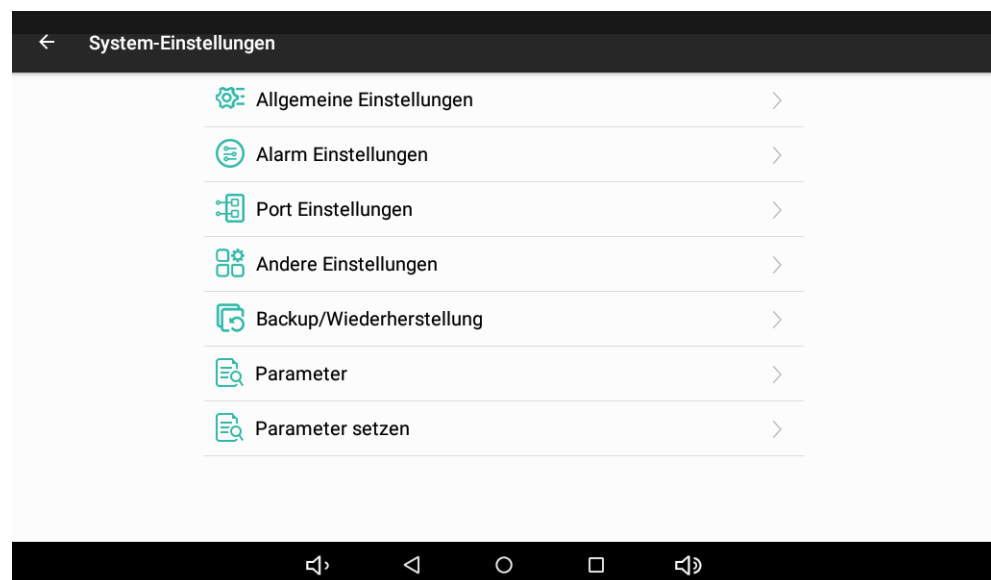 System-Einstellungen
Allgemeine Einstellungen
Alarm Einstellungen
Port Einstellungen
Andere Einstellungen
Backup/Wiederherstellung
Parameter
Parameter setzen